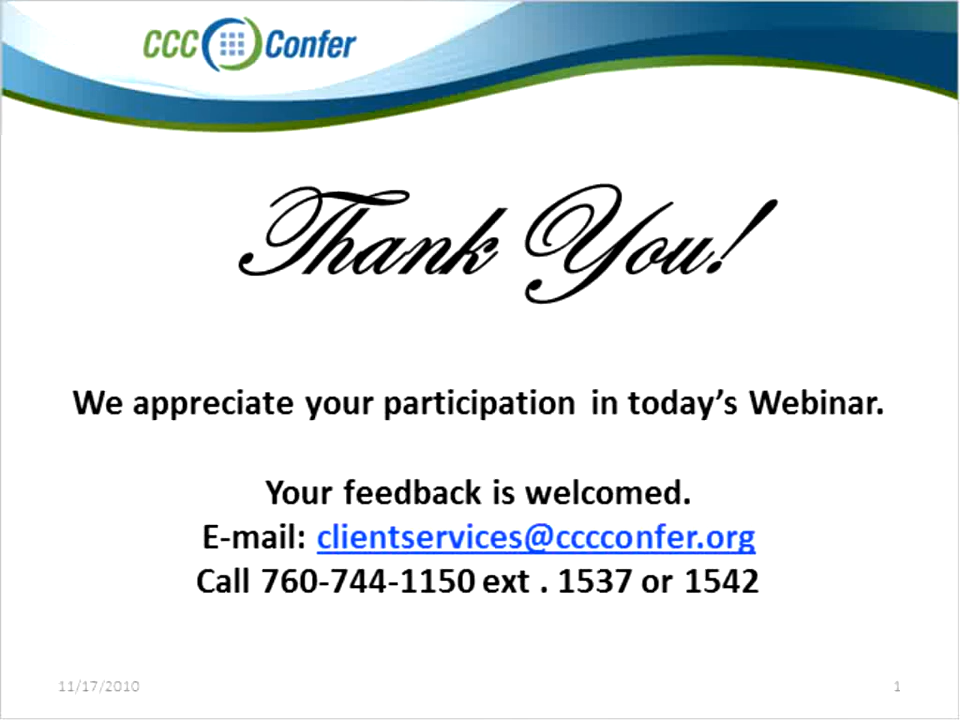 CCC Confer
Thank You!
We appreciate your participation in today’s Webinar.
Your feedback is welcomed.
E-mail: clientservices@cccconfer.org
Call 760-744-1150 ext . 1537 or 1542
11/17/2010 1